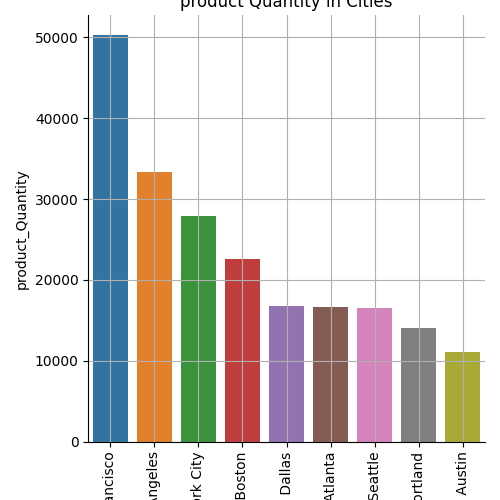 product Quantity in Cities
50000
40000
30000
20000
10000
0
product_Quantity
ancisco
Angeles
rk City
Boston
Dallas
Atlanta
Seattle
ortland
Austin